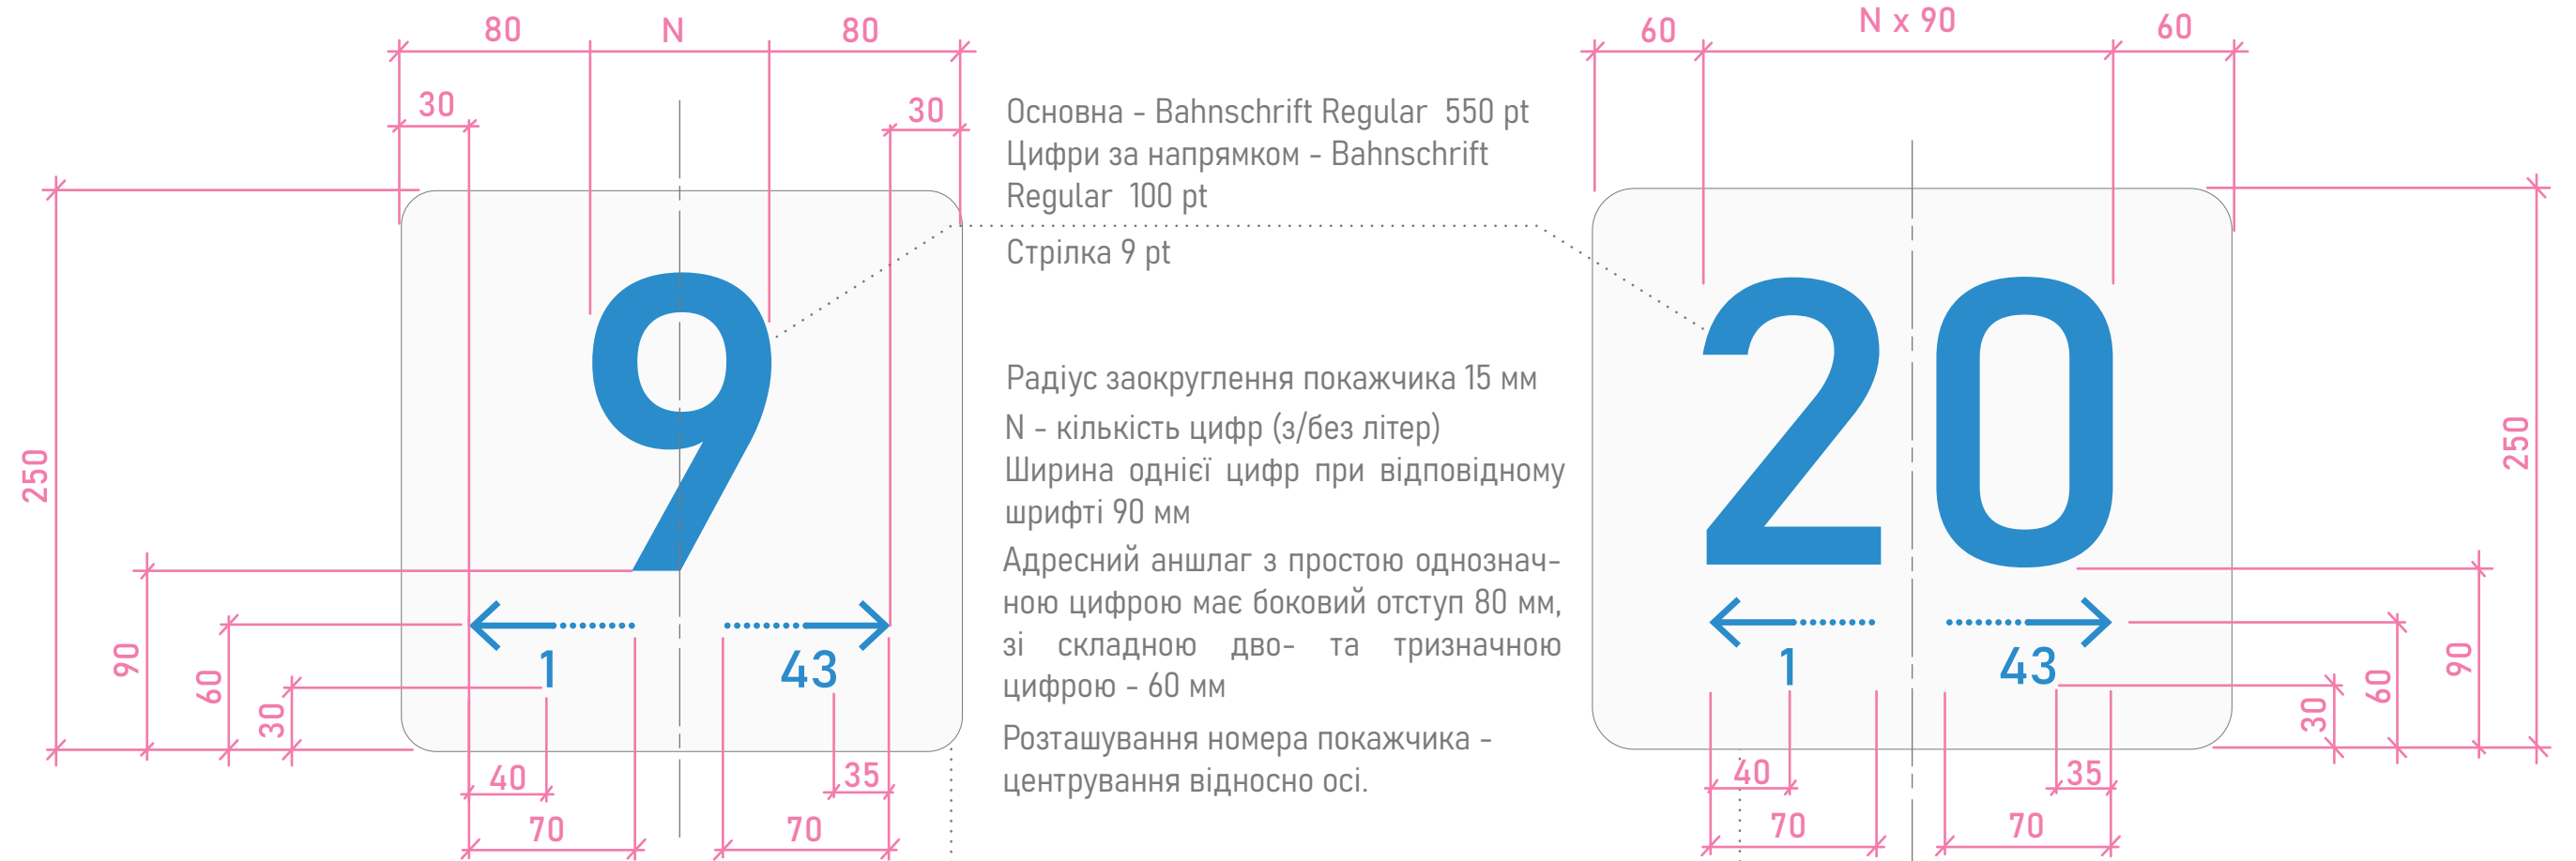 80 N 80
30 30
250
90
60
30
9
1 43
40 35
70 70
Основна - Bahnschrift Regular 550 pt
Цифри за напрямком - Bahnschrift
Regular 100 pt
Стрілка 9 pt
Радіус заокруглення покажчика 15 мм
N - кількість цифр (з/без літер)
Ширина однієї цифр при відповідному
шрифті 90 мм
Адресний аншлаг з простою однознач-
ною цифрою має боковий отступ 80 мм,
зі складною дво- та тризначною
цифрою - 60 мм
Розташування номера покажчика -
центрування відносно осі.
60 N x 90 60
20
1 43
250
90
60
30
40 35
70 70